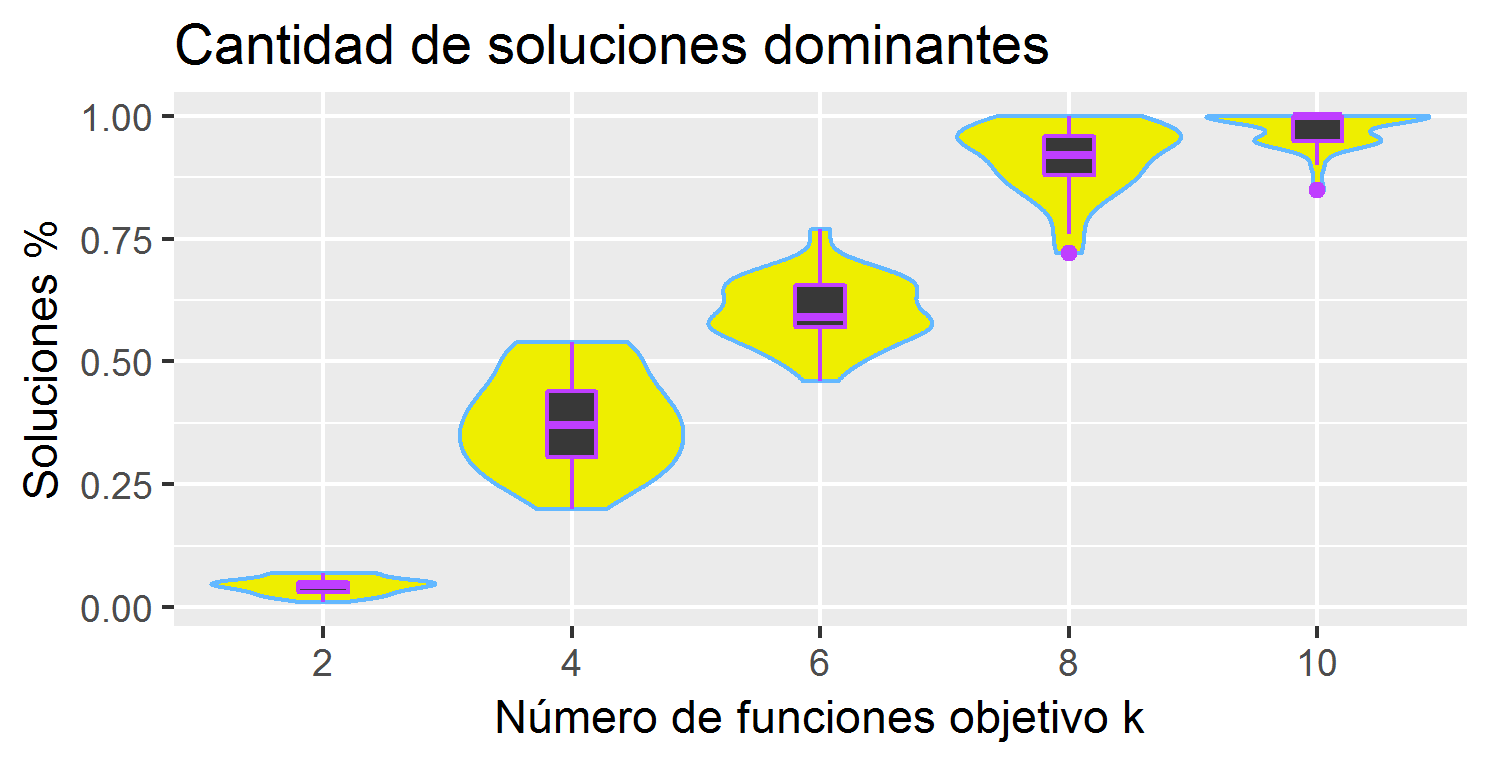 Cantidad de soluciones dominantes
Soluciones %
1.00
0.75
0.50
0.25
0.00
2 4 6 8 10
Número de funciones objetivo k